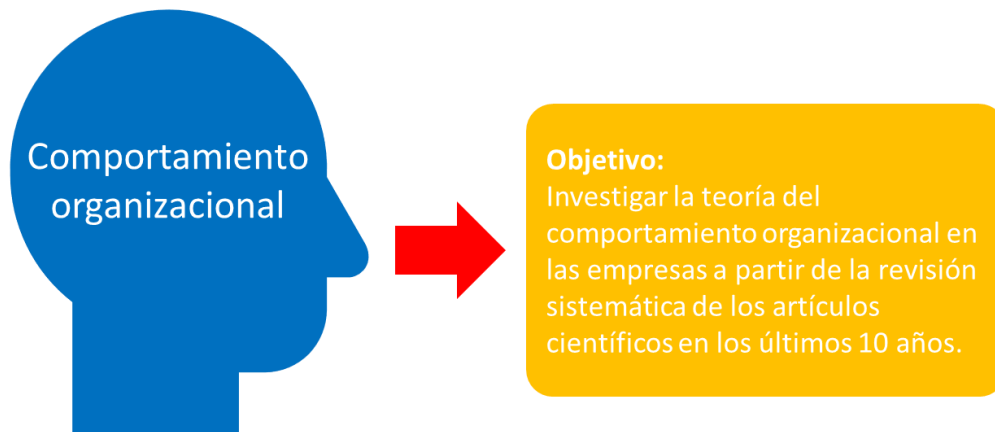 Comportamiento
organizacional
Objetivo:
Investigar la teoría del
comportamiento organizacional en
las empresas a partir de la revisión
sistemática de los artículos
científicos en los últimos 10 años.